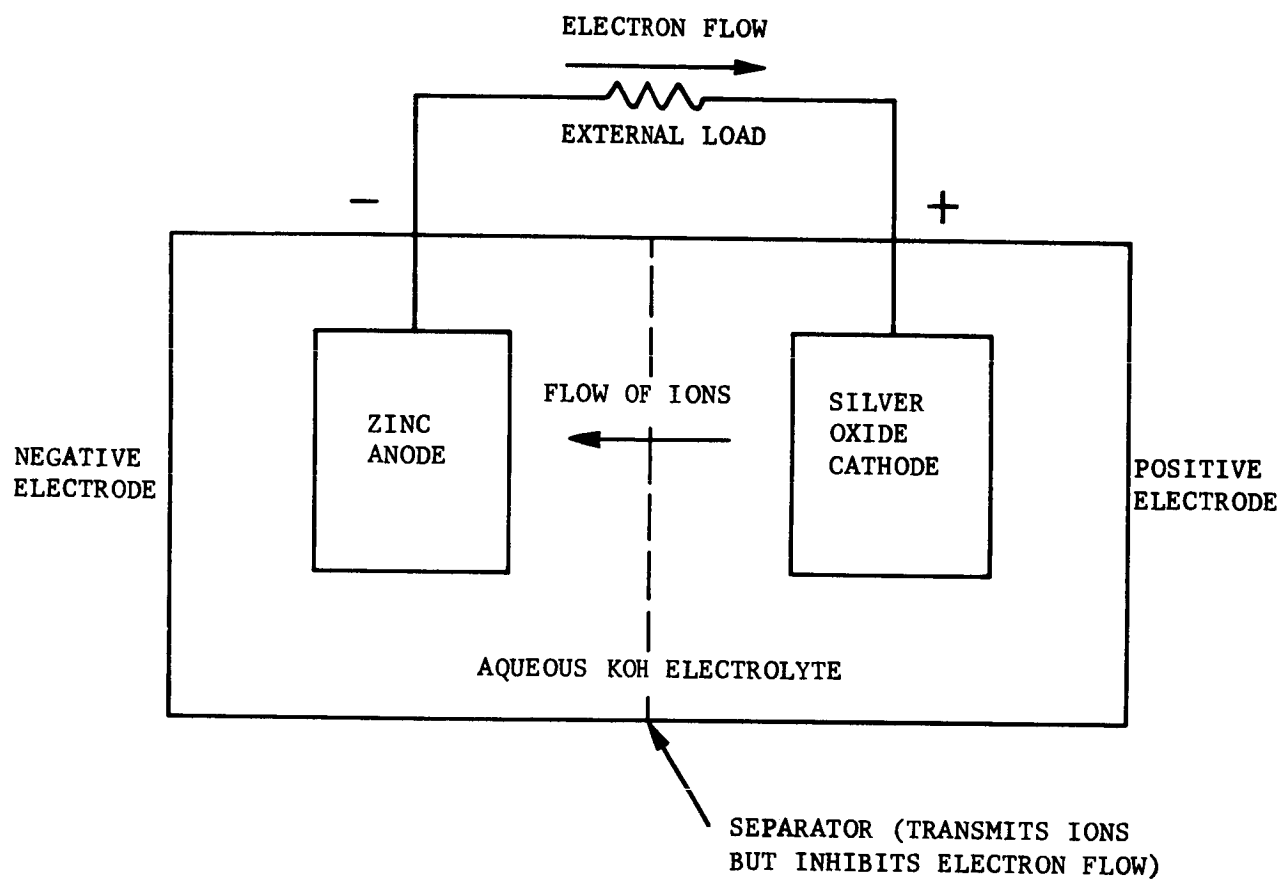 ELECTRON FLOW
EXTERNAL LOAD
-
+
FLOW OF IONS
ZINC
ANODE
SILVER
OXIDE
CATHODE
NEGATIVE
ELECTRODE
POSITIVE
ELECTRODE
AQUEOUS KOH ELECTROLYTE
SEPARATOR (TRANSMITS IONS
BUT INHIBITS ELECTRON FLOW)